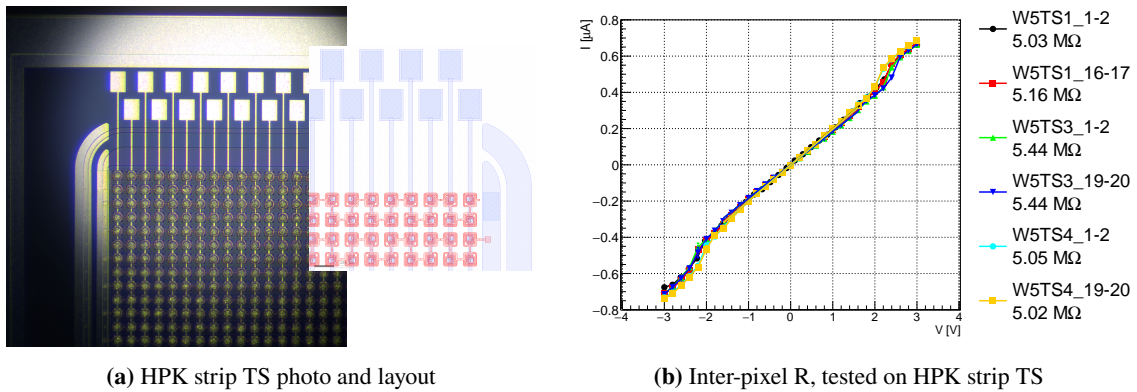 I [µA]
0.8
0.6
0.4
0.2
0
−0.2
−0.4
−0.6
−0.8
−4 −3 −2 −1 0 1 2 3 4
V [V]
W5TS1_1-2
5.03 MΩ
W5TS1_16-17
5.16 MΩ
W5TS3_1-2
5.44 MΩ
W5TS3_19-20
5.44 MΩ
W5TS4_1-2
5.05 MΩ
W5TS4_19-20
5.02 MΩ
(a) HPK strip TS photo and layout
(b) Inter-pixel R, tested on HPK strip TS